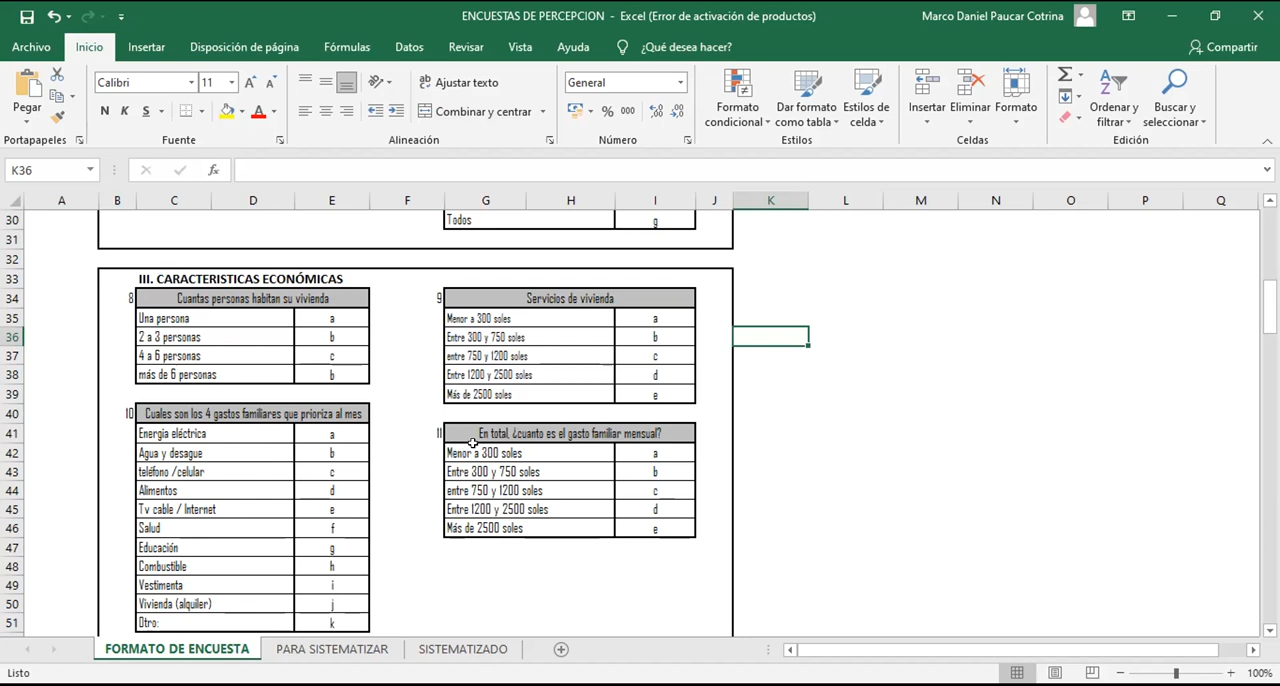 ENCUESTAS DE PERCEPCION - Excel (Error de activación de productos)
Marco Daniel Paucar Cotrina
Archivo
Inicio
Insertar
Disposición de página
Fórmulas
Datos
Revisar
Vista
Ayuda
¿Qué desea hacer?
Compartir
Pegar
Portapapeles
Calibri
11
N K S
A A
A
Fuente
Ajustar texto
Combinar y centrar
Alineación
General
% 000
Número
Formato condicional
Dar formato como tabla
Estilos de celda
Estilos
Insertar
Eliminar
Formato
Celdas
Ordenar y filtrar
Buscar y seleccionar
Edición
K36
fx
A B C D E F G H I J K L M N O P Q
30 Todos g
31
32
33 III. CARACTERISTICAS ECONÓMICAS
34 8 Cuantas personas habitan su vivienda 9 Servicios de vivienda
35 Una persona a Menor a 300 soles a
36 2 a 3 personas b Entre 300 y 750 soles b
37 4 a 6 personas c entre 750 y 1200 soles c
38 más de 6 personas b Entre 1200 y 2500 soles d
39 Más de 2500 soles e
40 10 Cuales son los 4 gastos familiares que prioriza al mes
41 Energia eléctrica a 11 En total, ¿cuanto es el gasto familiar mensual?
42 Agua y desague b Menor a 300 soles a
43 teléfono /celular c Entre 300 y 750 soles b
44 Alimentos d entre 750 y 1200 soles c
45 Tv cable / Internet e Entre 1200 y 2500 soles d
46 Salud f Más de 2500 soles e
47 Educación g
48 Combustible h
49 Vestimenta i
50 Vivienda (alquiler) j
51 Otro: k
FORMATO DE ENCUESTA
PARA SISTEMATIZAR
SISTEMATIZADO
Listo
100%